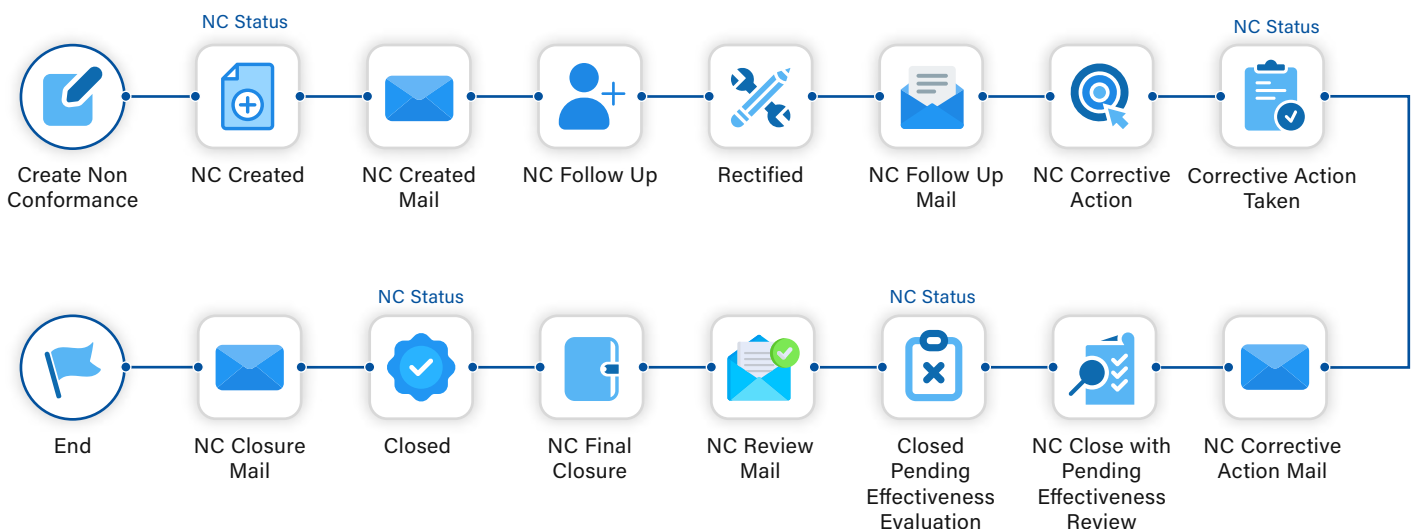 NC Status
NC Status
Create Non
Conformance
NC Created
NC Created
Mail
NC Follow Up
Rectified
NC Follow Up
Mail
NC Corrective
Action
Corrective Action
Taken
NC Status
NC Status
End
NC Closure
Mail
Closed
NC Final
Closure
NC Review
Mail
Closed
Pending
Effectiveness
Evaluation
NC Close with
Pending
Effectiveness
Review
NC Corrective
Action Mail